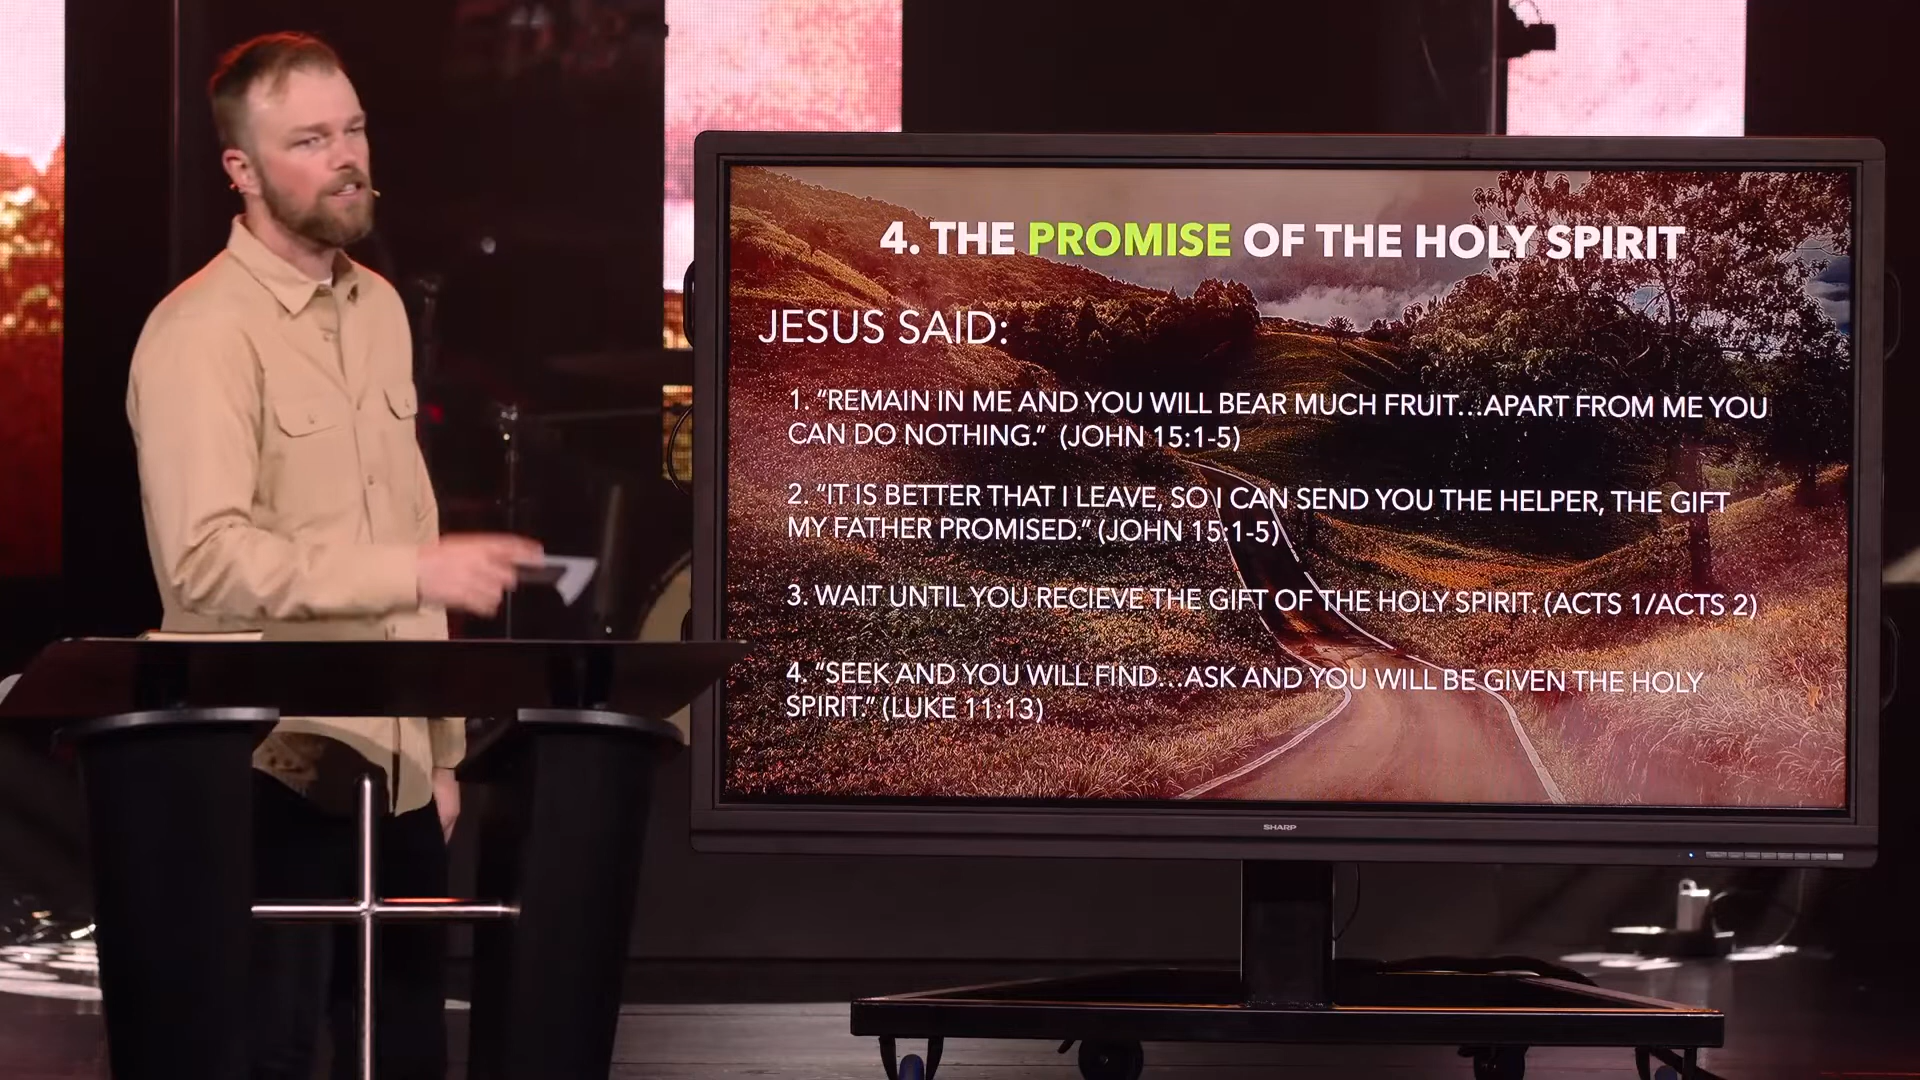 4. THE PROMISE OF THE HOLY SPIRIT
JESUS SAID:
1. “REMAIN IN ME AND YOU WILL BEAR MUCH FRUIT…APART FROM ME YOU
CAN DO NOTHING.” (JOHN 15:1-5)
2. “IT IS BETTER THAT I LEAVE, SO I CAN SEND YOU THE HELPER, THE GIFT
MY FATHER PROMISED.” (JOHN 15:1-5)
3. WAIT UNTIL YOU RECIEVE THE GIFT OF THE HOLY SPIRIT. (ACTS 1/ACTS 2)
4. “SEEK AND YOU WILL FIND…ASK AND YOU WILL BE GIVEN THE HOLY
SPIRIT.” (LUKE 11:13)
SHARP